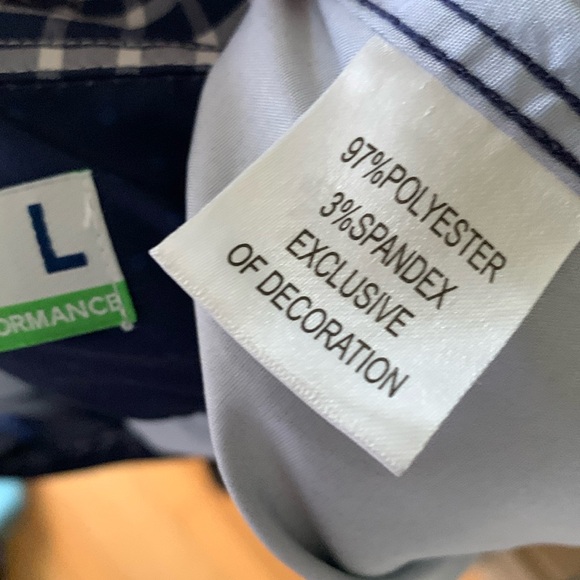 97%POLYESTER
3%SPANDEX
EXCLUSIVE
OF DECORATION
L
ORMANCE